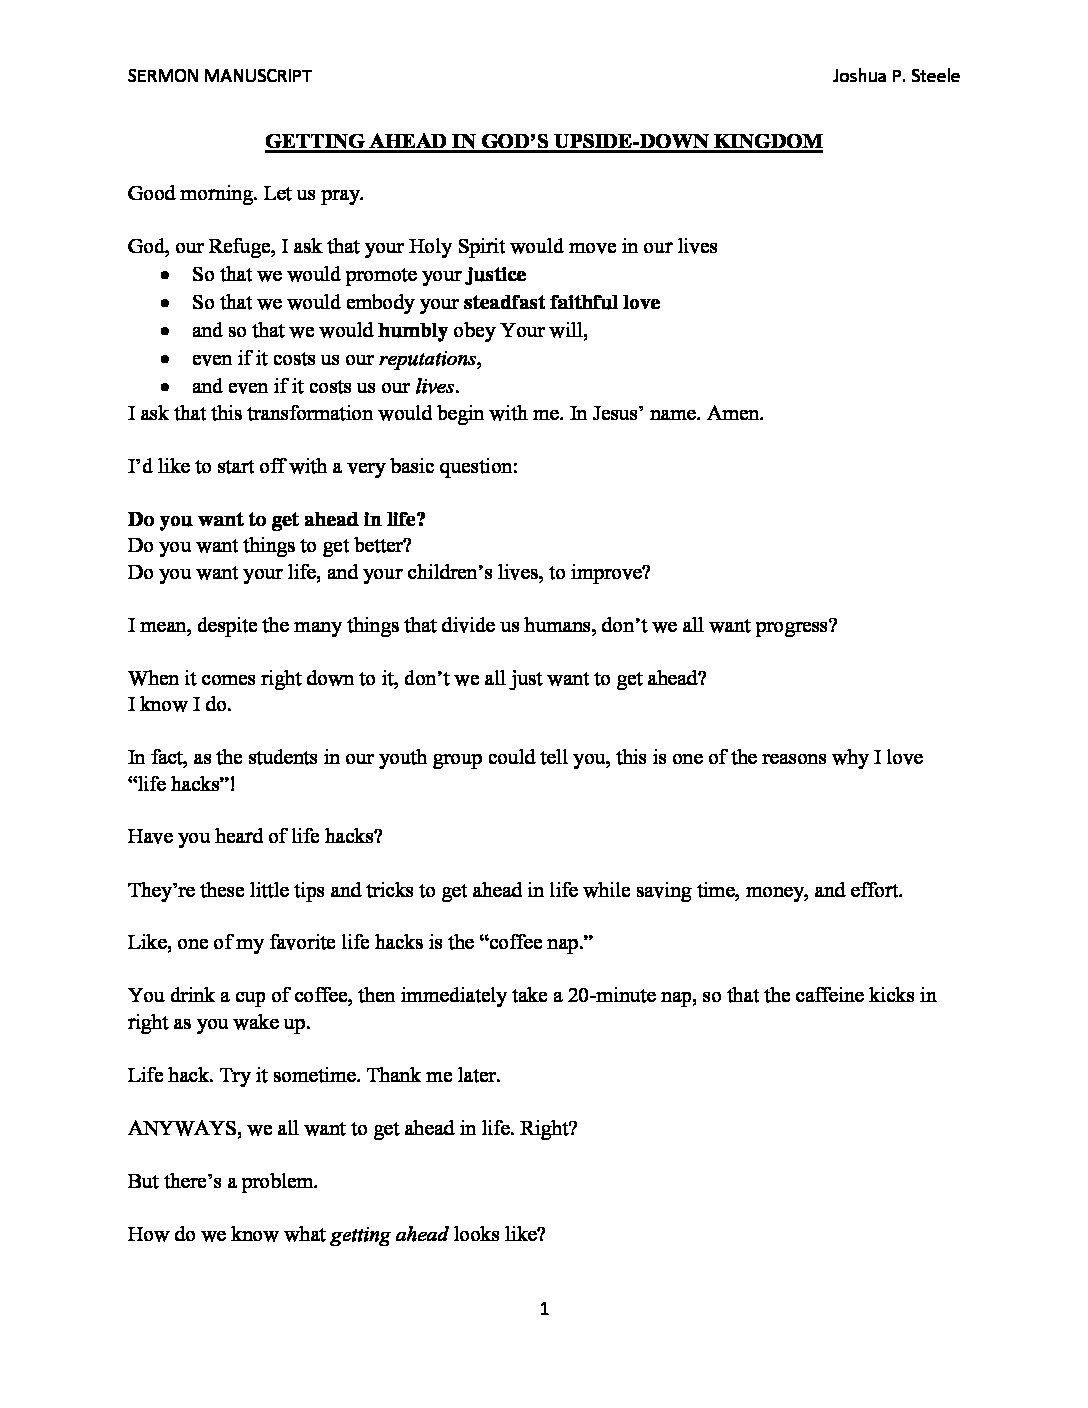 SERMON MANUSCRIPT Joshua P. Steele
GETTING AHEAD IN GOD’S UPSIDE-DOWN KINGDOM
Good morning. Let us pray.
God, our Refuge, I ask that your Holy Spirit would move in our lives
• So that we would promote your justice
• So that we would embody your steadfast faithful love
• and so that we would humbly obey Your will,
• even if it costs us our reputations,
• and even if it costs us our lives.
I ask that this transformation would begin with me. In Jesus’ name. Amen.
I’d like to start off with a very basic question:
Do you want to get ahead in life?
Do you want things to get better?
Do you want your life, and your children’s lives, to improve?
I mean, despite the many things that divide us humans, don’t we all want progress?
When it comes right down to it, don’t we all just want to get ahead?
I know I do.
In fact, as the students in our youth group could tell you, this is one of the reasons why I love
“life hacks”!
Have you heard of life hacks?
They’re these little tips and tricks to get ahead in life while saving time, money, and effort.
Like, one of my favorite life hacks is the “coffee nap.”
You drink a cup of coffee, then immediately take a 20-minute nap, so that the caffeine kicks in
right as you wake up.
Life hack. Try it sometime. Thank me later.
ANYWAYS, we all want to get ahead in life. Right?
But there’s a problem.
How do we know what getting ahead looks like?
1